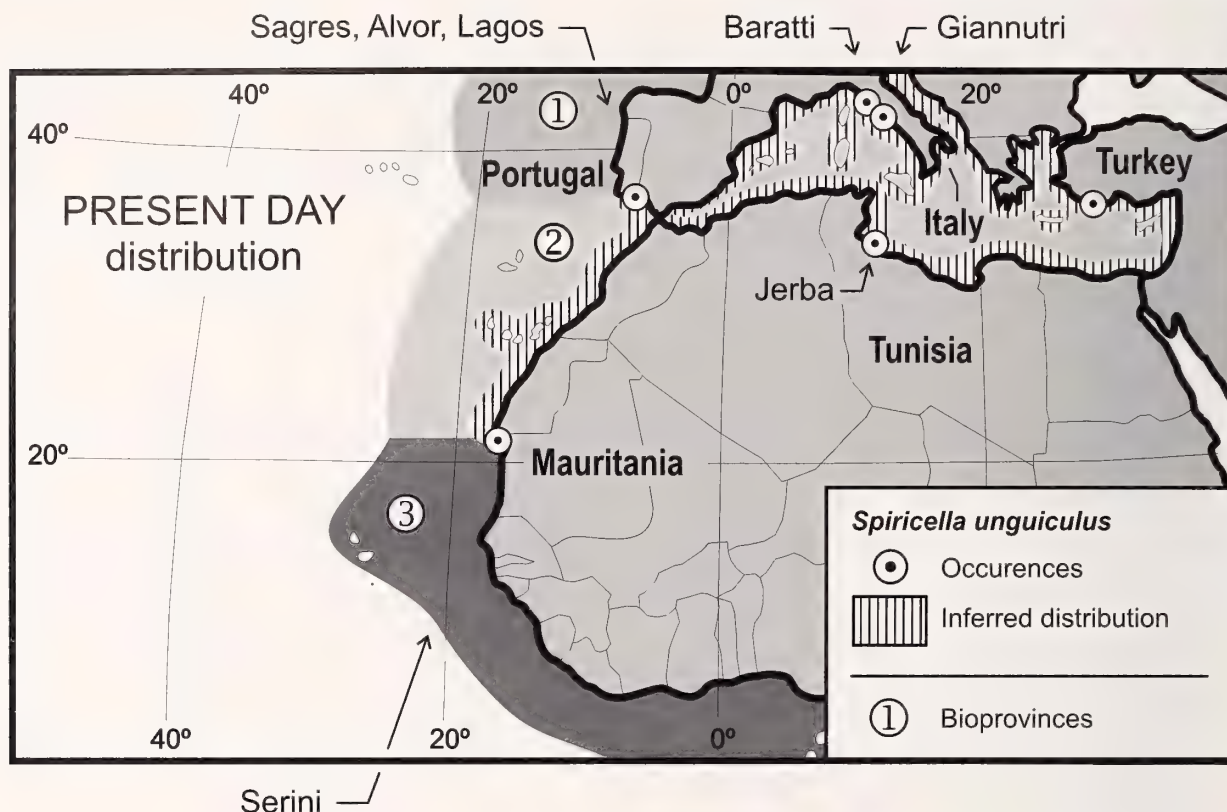 Sagres, Alvor, Lagos
Baratti
Giannutri
40º
20º
0º
20º
40º
①
Portugal
Turkey
PRESENT DAY
distribution
②
Italy
Jerba
Tunisia
20º
Mauritania
③
Spiricella unguiculus
Occurences
Inferred distribution
① Bioprovinces
40º
20º
0º
Serini